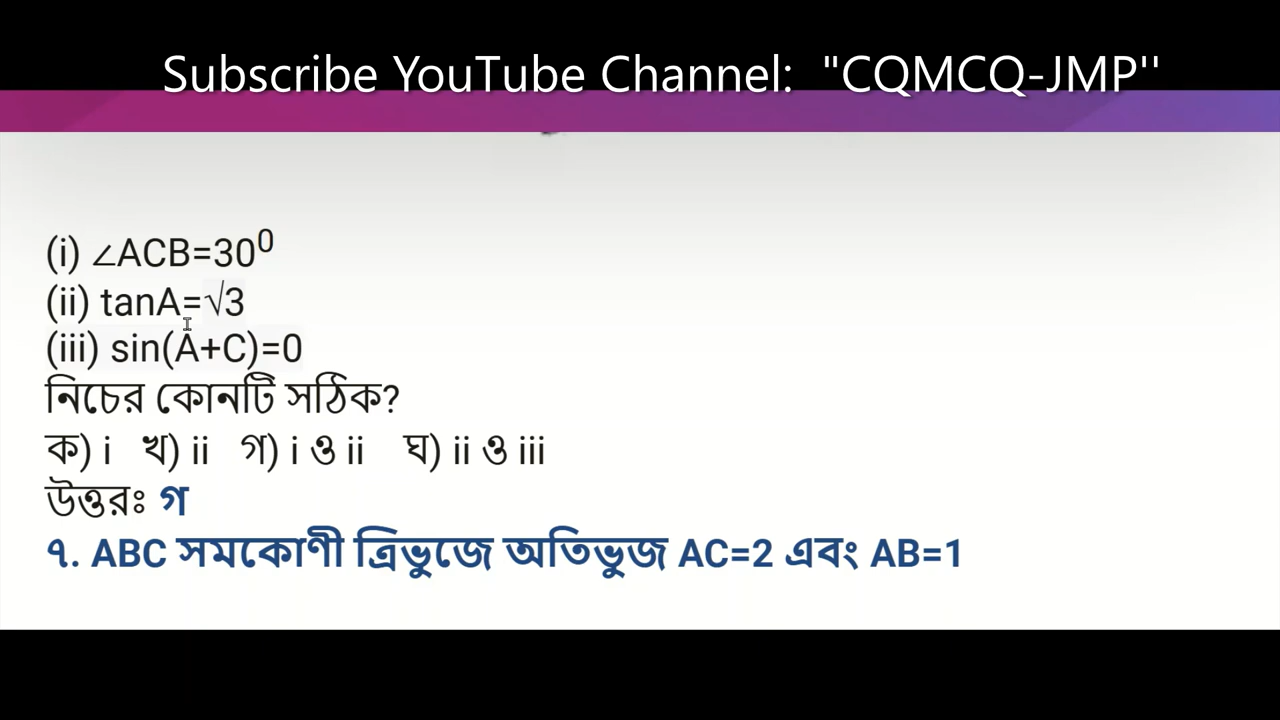 Subscribe YouTube Channel: "CQMCQ-JMP''
(i) ∠ACB=30⁰
(ii) tanA=√3
(iii) sin(A+C)=0
নিচের কোনটি সঠিক?
ক) i খ) ii গ) i ও ii ঘ) ii ও iii
উত্তরঃ গ
৭. ABC সমকোণী ত্রিভুজে অতিভুজ AC=2 এবং AB=1